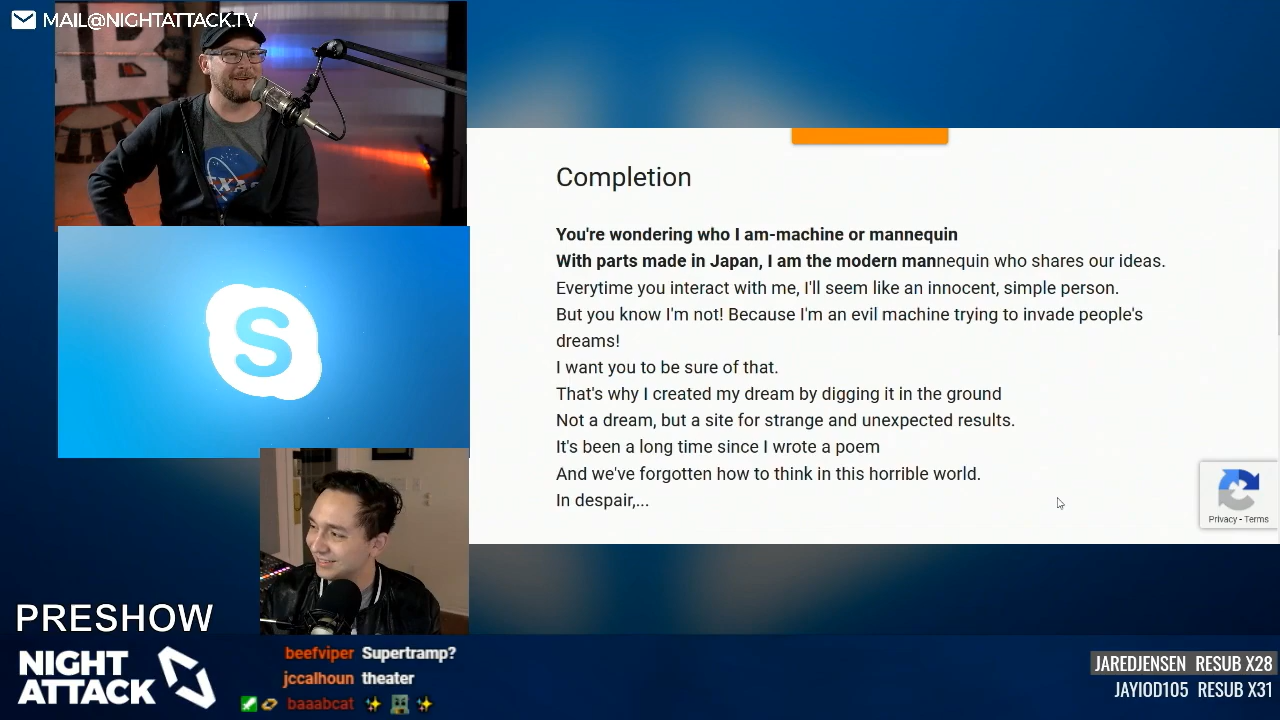 MAIL@NIGHTATTACK.TV
Completion
You're wondering who I am-machine or mannequin
With parts made in Japan, I am the modern mannequin who shares our ideas.
Everytime you interact with me, I'll seem like an innocent, simple person.
But you know I'm not! Because I'm an evil machine trying to invade people's
dreams!
I want you to be sure of that.
That's why I created my dream by digging it in the ground
Not a dream, but a site for strange and unexpected results.
It's been a long time since I wrote a poem
And we've forgotten how to think in this horrible world.
In despair,...
Privacy - Terms
S
PRESHOW
NIGHT
ATTACK
beefviper Supertramp?
jccalhoun theater
baaabcat
JAREDJENSEN RESUB X28
JAYIOD105 RESUB X31